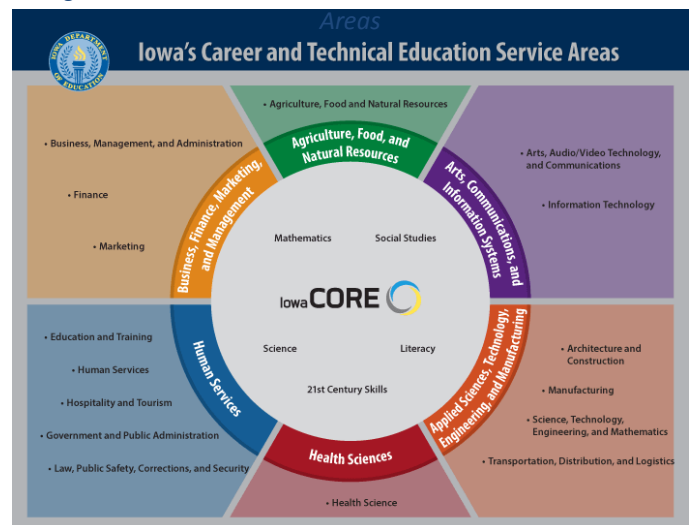 Areas
Iowa's Career and Technical Education Service Areas
IOWA DEPARTMENT
OF EDUCATION
• Agriculture, Food and Natural Resources
Agriculture, Food, and
Natural Resources
• Business, Management, and Administration
• Finance
• Marketing
Business, Finance, Marketing,
and Management
• Arts, Audio/Video Technology,
and Communications
• Information Technology
Arts, Communications, and
Information Systems
Mathematics
Social Studies
Iowa CORE
Science
Literacy
21st Century Skills
• Education and Training
• Human Services
• Hospitality and Tourism
• Government and Public Administration
• Law, Public Safety, Corrections, and Security
Human Services
• Architecture and
Construction
• Manufacturing
• Science, Technology,
Engineering, and Mathematics
• Transportation, Distribution, and Logistics
Applied Sciences, Technology,
Engineering, and Manufacturing
Health Sciences
• Health Science